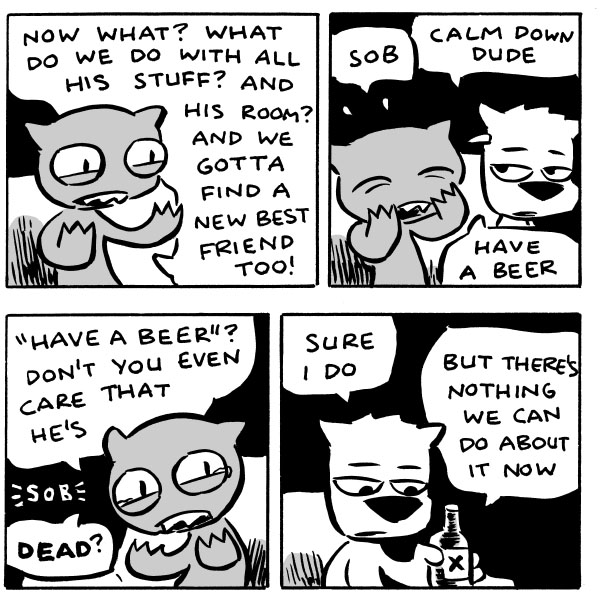 NOW WHAT? WHAT
DO WE DO WITH ALL
HIS STUFF? AND
HIS ROOM?
AND WE
GOTTA
FIND A
NEW BEST
FRIEND
TOO!
SOB
CALM DOWN
DUDE
HAVE
A BEER
"HAVE A BEER"?
DON'T YOU EVEN
CARE THAT
HE'S
SOB
DEAD?
SURE
I DO
BUT THERE'S
NOTHING
WE CAN
DO ABOUT
IT NOW
X